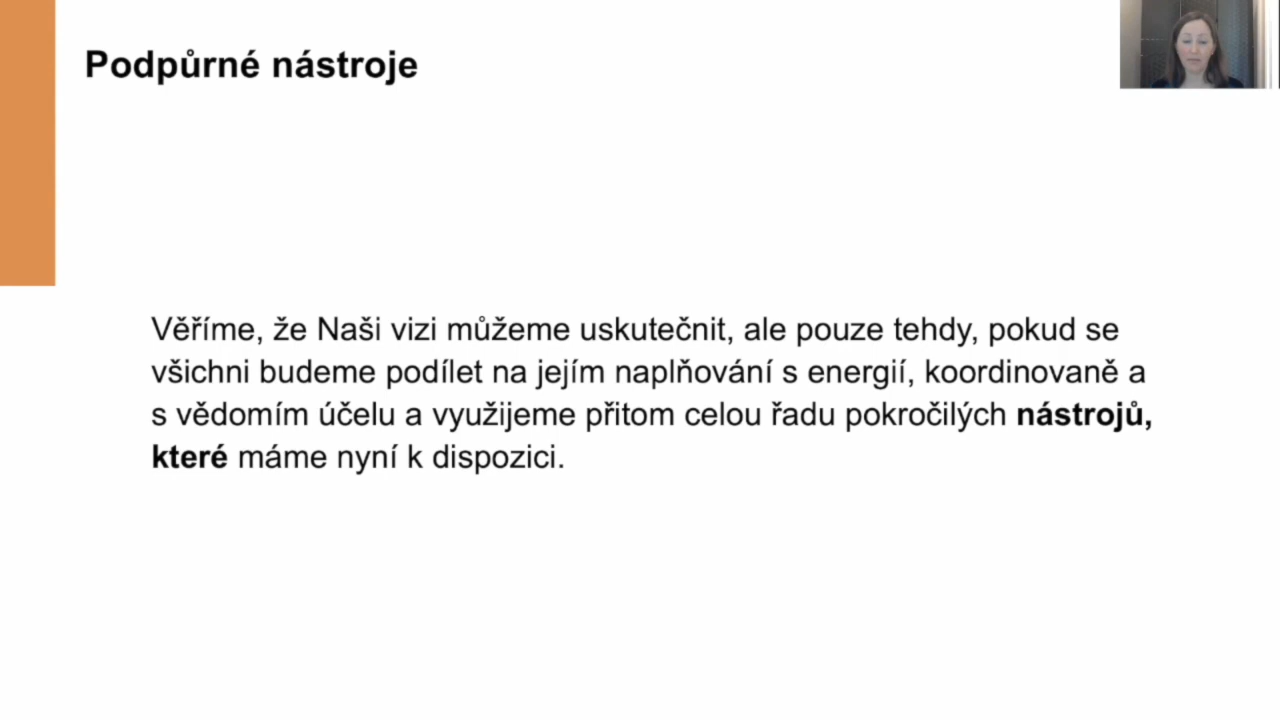 Podpůrné nástroje
Věříme, že Naši vizi můžeme uskutečnit, ale pouze tehdy, pokud se
všichni budeme podílet na jejím naplňování s energií, koordinovaně a
s vědomím účelu a využijeme přitom celou řadu pokročilých nástrojů,
které máme nyní k dispozici.